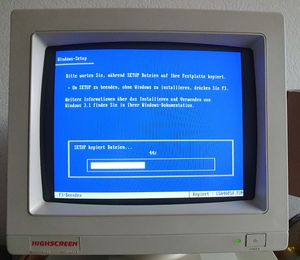 Windows-Setup
Bitte warten Sie, während SETUP Dateien auf Ihre Festplatte kopiert.
• Um SETUP zu beenden, ohne Windows zu installieren, drücken Sie F3.
Weitere Informationen über das Installieren und Verwenden von
Windows 3.1 finden Sie in Ihrer Windows-Dokumentation.
SETUP kopiert Dateien...
44%
F3=Beenden
Kopiert :
HIGHSCREEN